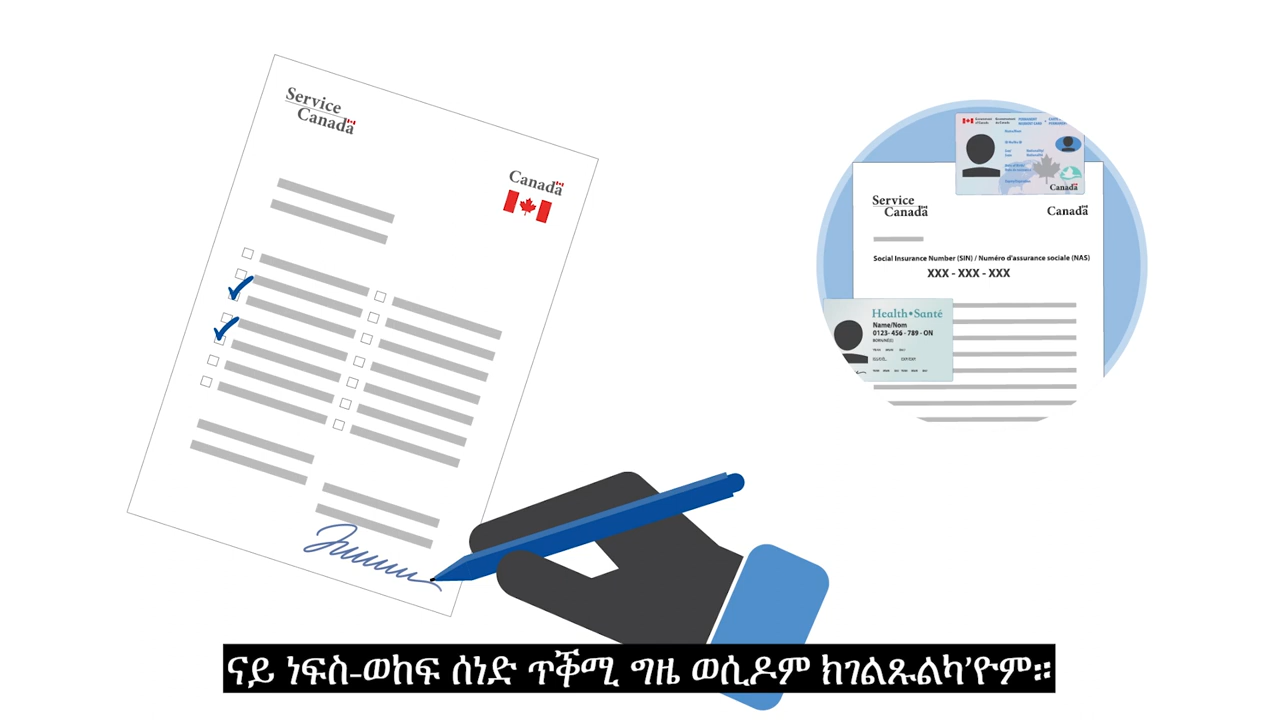 Service
Canada
Canada
Service
Canada
Canada
Social Insurance Number (SIN) / Numéro d'assurance sociale (NAS)
XXX - XXX - XXX
Canada
Health•Santé
Name/Nom
0123- 456 - 789 - ON
ናይ ነፍስ-ወከፍ ሰነድ ጥቕሚ ግዜ ወሲዶም ክገልጹልካ’ዮም።